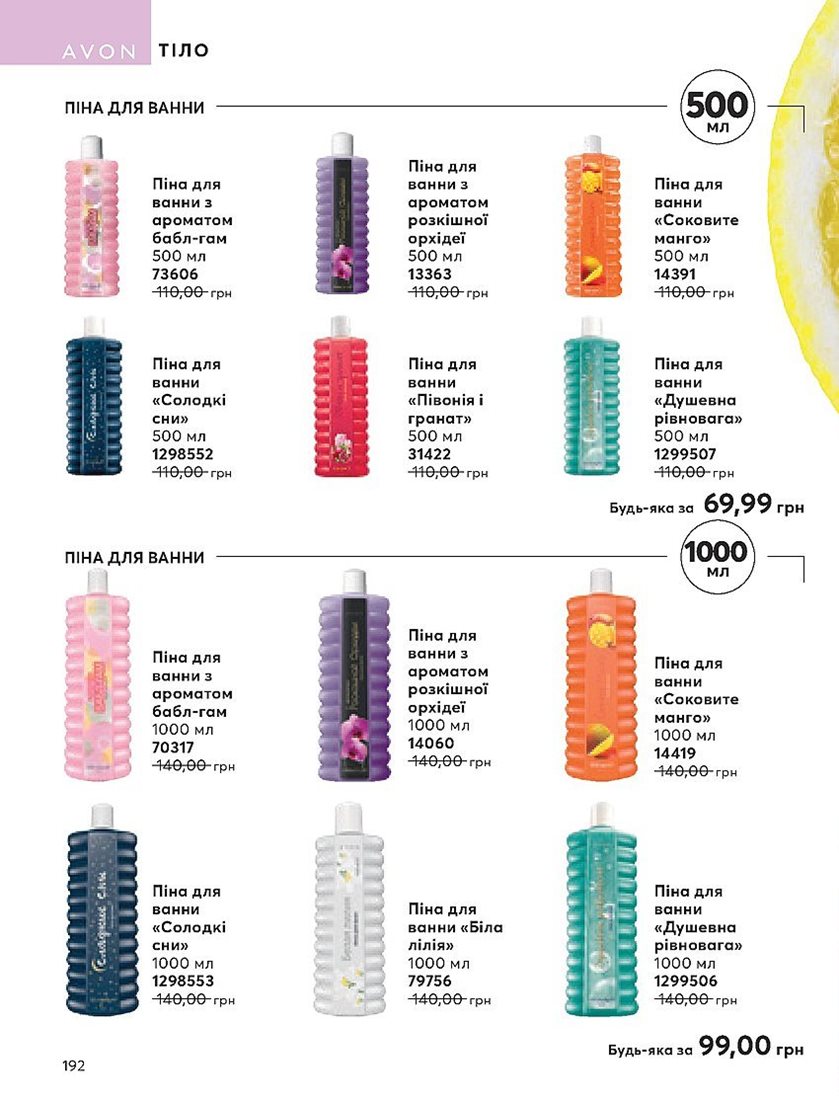 AVON ТІЛО
ПІНА ДЛЯ ВАННИ
500
МЛ
Піна для
ванни з
ароматом
бабл-гам
500 мл
73606
110,00 грн
Піна для
ванни з
ароматом
розкішної
орхідеї
500 мл
13363
110,00 грн
Піна для
ванни
«Соковите
манго»
500 мл
14391
110,00 грн
Піна для
ванни
«Солодкі
сни»
500 мл
1298552
110,00 грн
Піна для
ванни
«Півонія і
гранат»
500 мл
31422
110,00 грн
Піна для
ванни
«Душевна
рівновага»
500 мл
1299507
110,00 грн
Будь-яка за 69,99 грн
ПІНА ДЛЯ ВАННИ
1000
МЛ
Піна для
ванни з
ароматом
бабл-гам
1000 мл
70317
140,00 грн
Піна для
ванни з
ароматом
розкішної
орхідеї
1000 мл
14060
140,00 грн
Піна для
ванни
«Соковите
манго»
1000 мл
14419
140,00 грн
Сладкие сны
Піна для
ванни
«Солодкі
сни»
1000 мл
1298553
140,00 грн
Белая лилия
Піна для
ванни «Біла
лілія»
1000 мл
79756
140,00 грн
Піна для
ванни
«Душевна
рівновага»
1000 мл
1299506
140,00 грн
Будь-яка за 99,00 грн
192